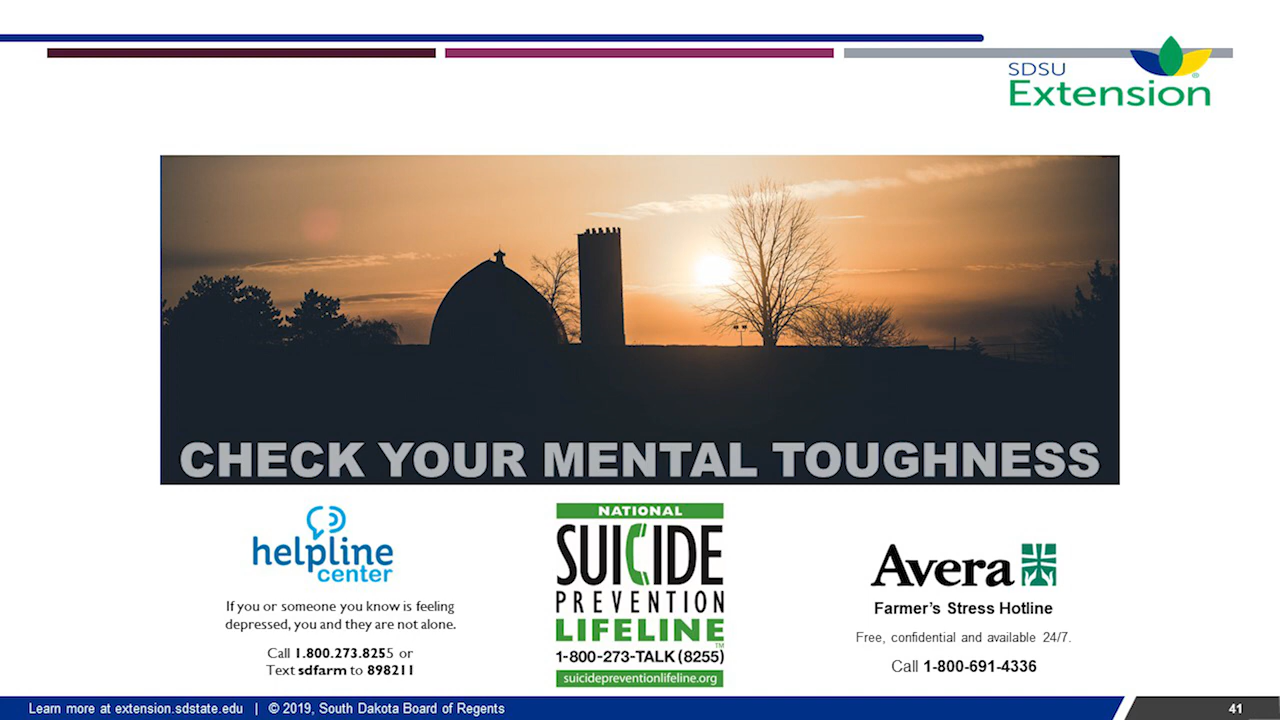 SDSU
Extension
®
CHECK YOUR MENTAL TOUGHNESS
helpline
center
If you or someone you know is feeling
depressed, you and they are not alone.
Call 1.800.273.8255 or
Text sdfarm to 898211
NATIONAL
SUICIDE
PREVENTION
LIFELINE
TM
1-800-273-TALK (8255)
suicidepreventionlifeline.org
Avera
Farmer's Stress Hotline
Free, confidential and available 24/7.
Call 1-800-691-4336
Learn more at extension.sdstate.edu | © 2019, South Dakota Board of Regents
41